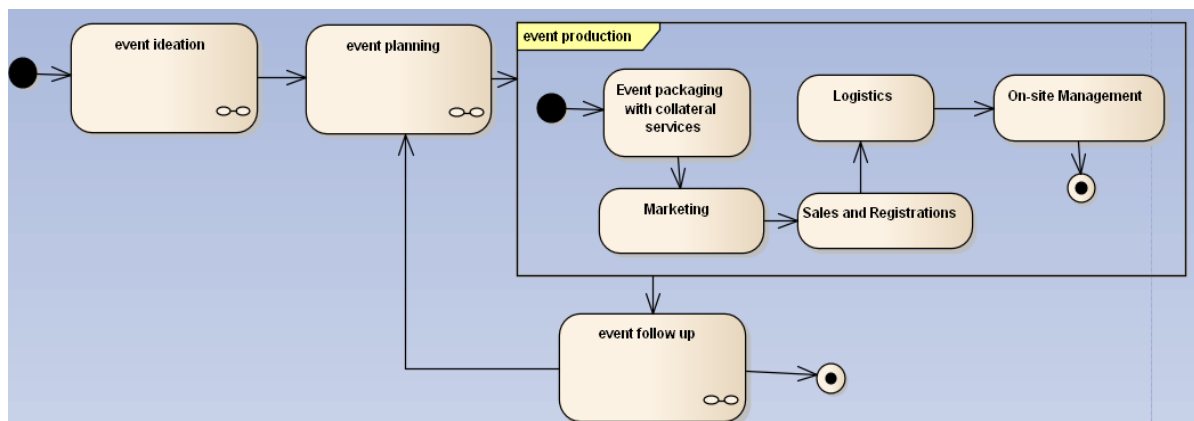 event ideation
event planning
event production
Event packaging
with collateral
services
Logistics
On-site Management
Marketing
Sales and Registrations
event follow up